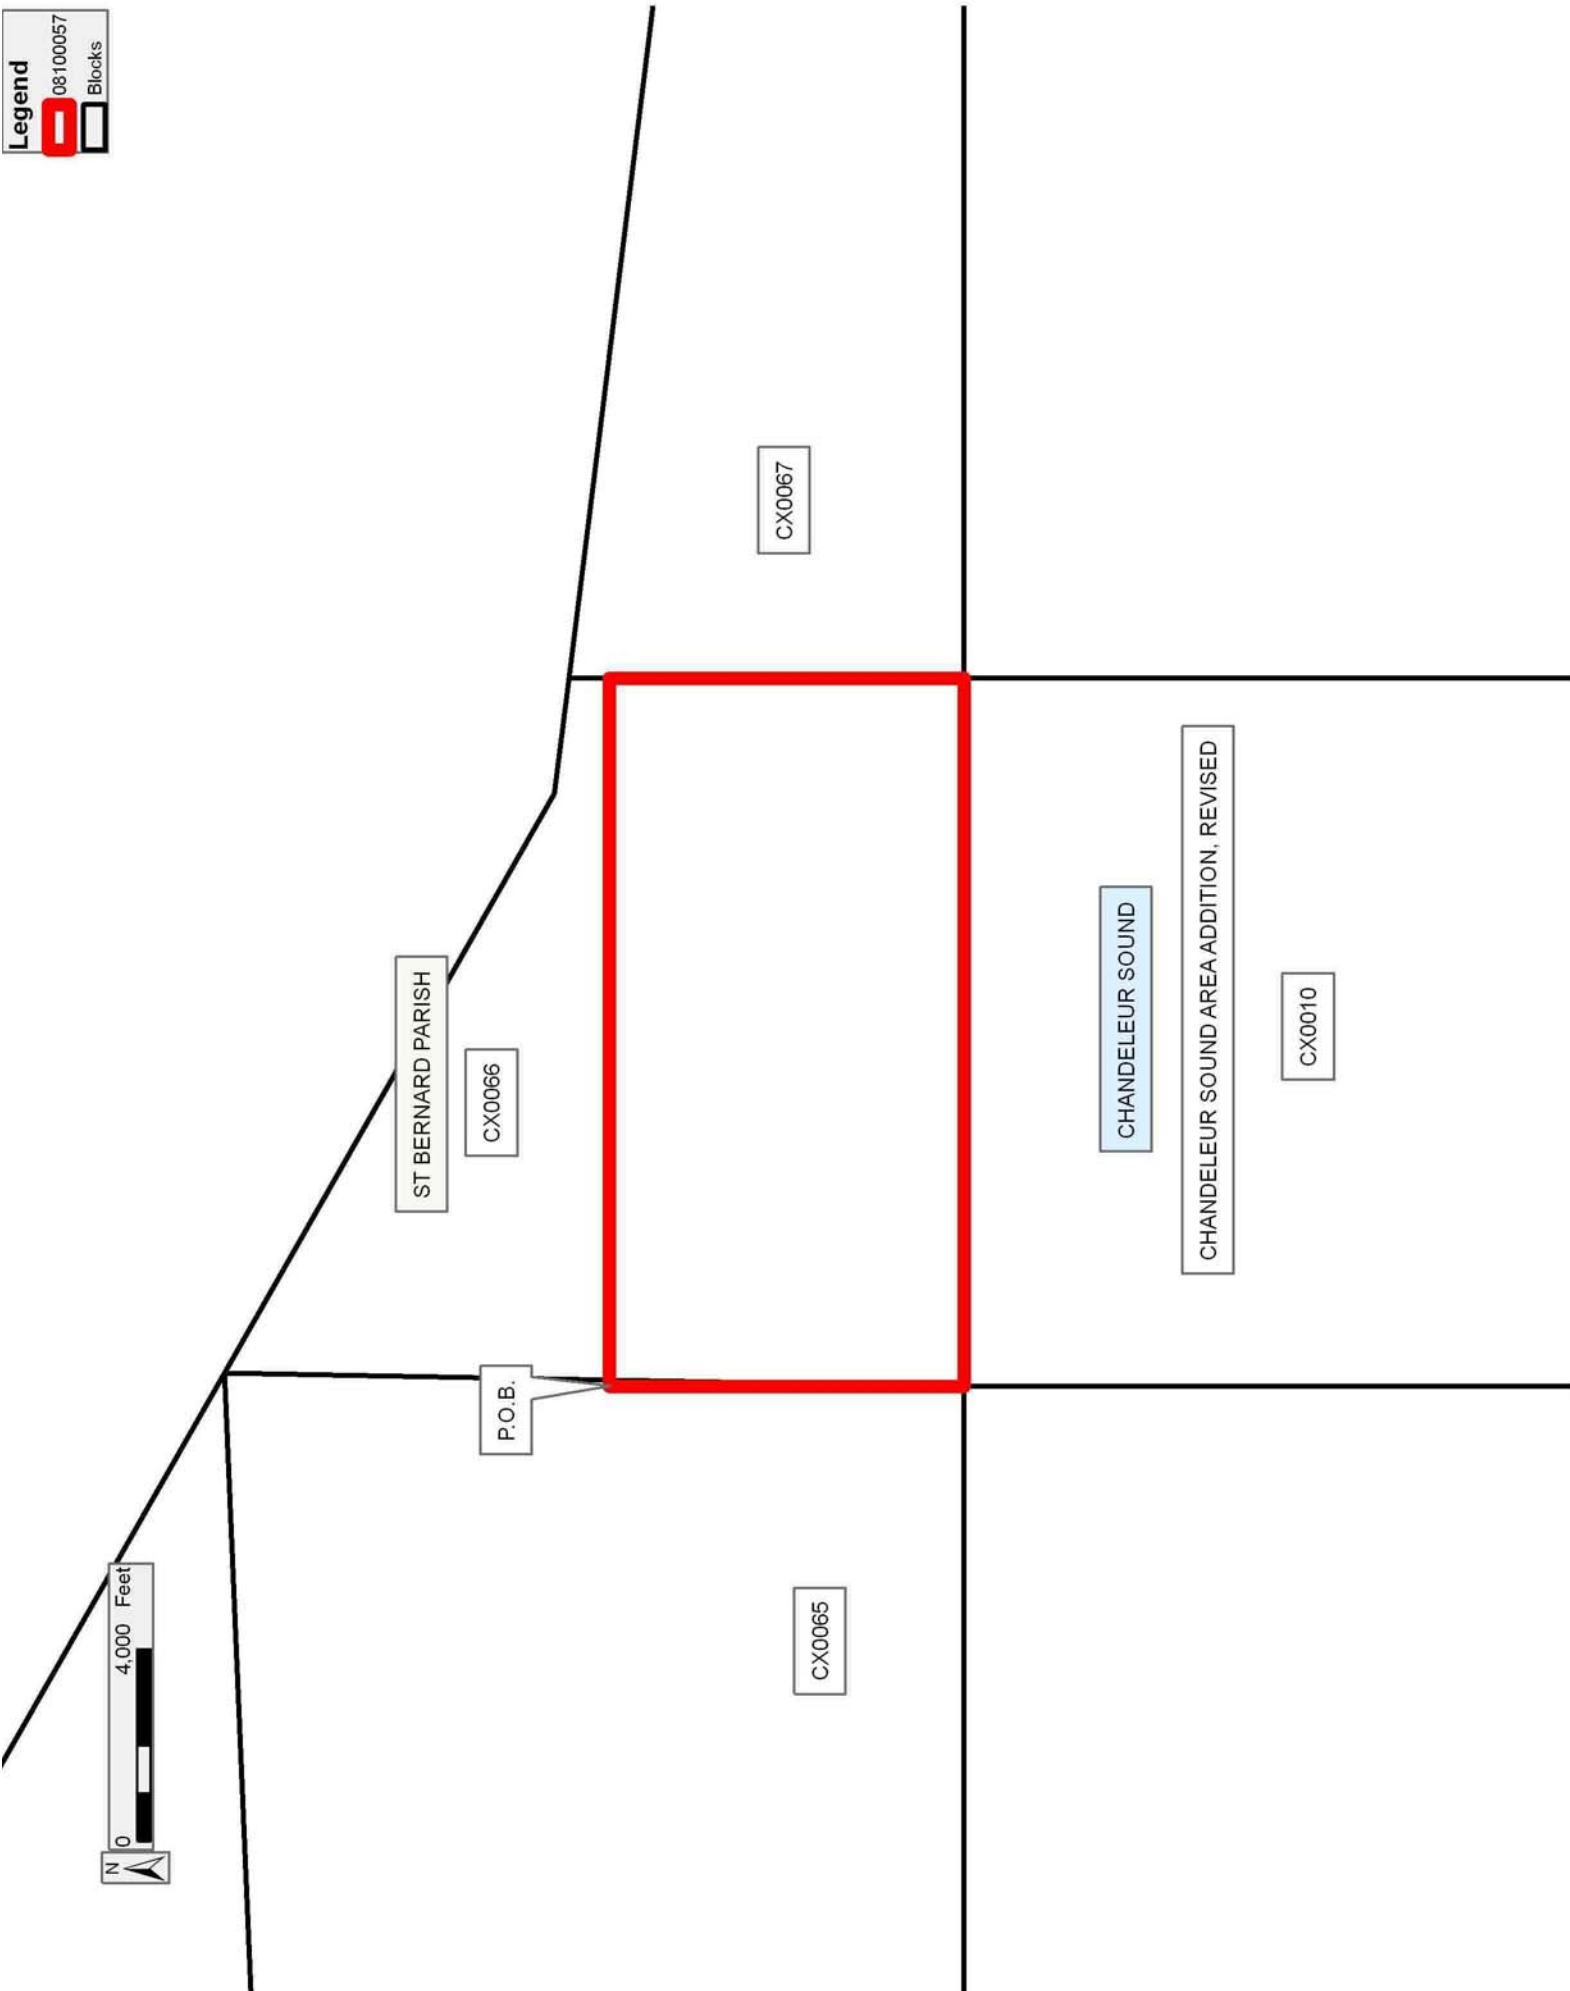 Legend
08100057
Blocks
CX0067
ST BERNARD PARISH
CX0066
P.O.B.
CHANDELEUR SOUND
CHANDELEUR SOUND AREA ADDITION, REVISED
CX0010
CX0065
N
0 4,000 Feet